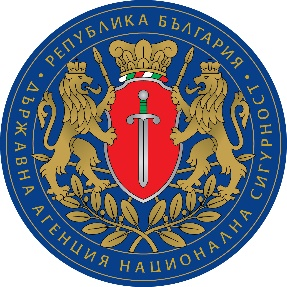 РЕПУБЛИКА БЪЛГАРИЯ
ДЪРЖАВНА АГЕНЦИЯ НАЦИОНАЛНА СИГУРНОСТ